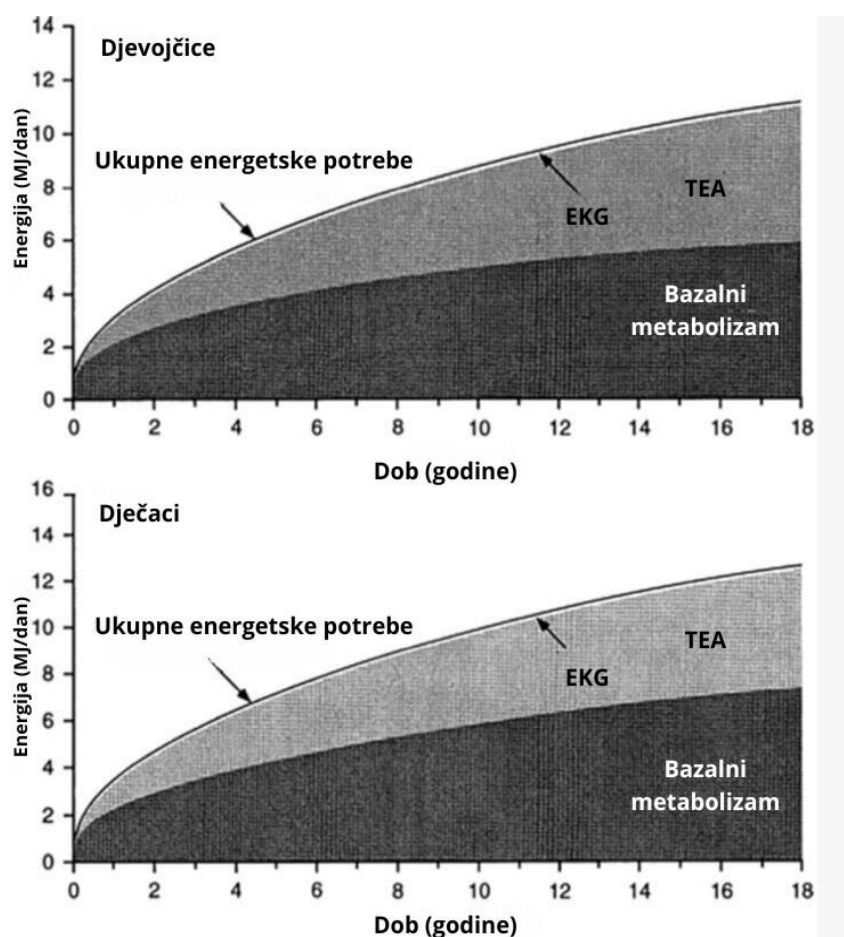 Djevojčice
Energija (MJ/dan)
14
12
10
8
6
4
2
0
Ukupne energetske potrebe
EKG
TEA
Bazalni
metabolizam
0 2 4 6 8 10 12 14 16 18
Dob (godine)
Dječaci
Energija (MJ/dan)
16
14
12
10
8
6
4
2
0
Ukupne energetske potrebe
EKG
TEA
Bazalni
metabolizam
0 2 4 6 8 10 12 14 16 18
Dob (godine)